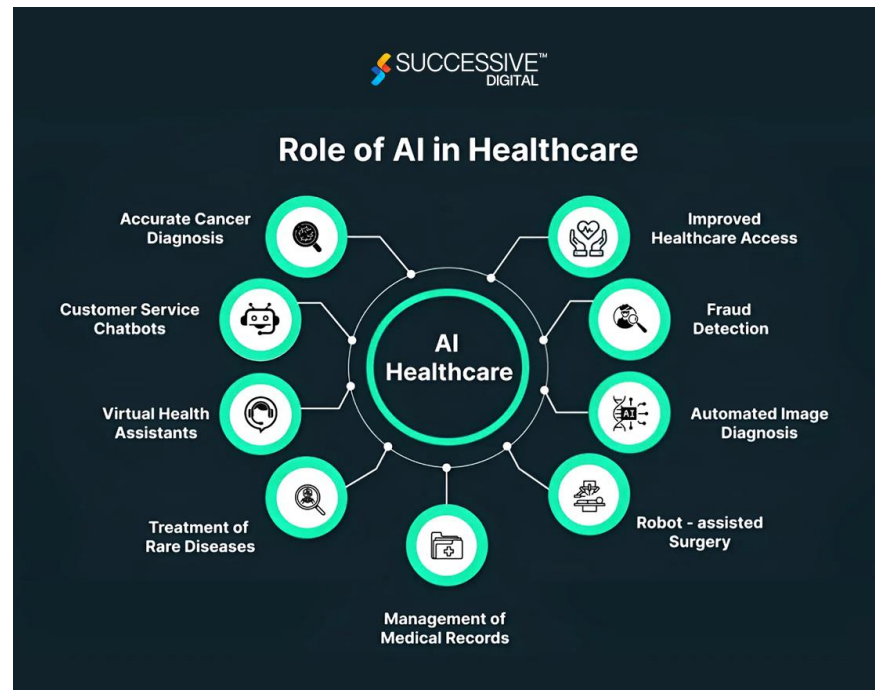 SUCCESSIVE™
DIGITAL
Role of AI in Healthcare
Accurate Cancer
Diagnosis
Improved
Healthcare Access
Customer Service
Chatbots
Fraud
Detection
AI
Healthcare
Virtual Health
Assistants
AI
Automated Image
Diagnosis
Treatment of
Rare Diseases
Robot - assisted
Surgery
Management of
Medical Records